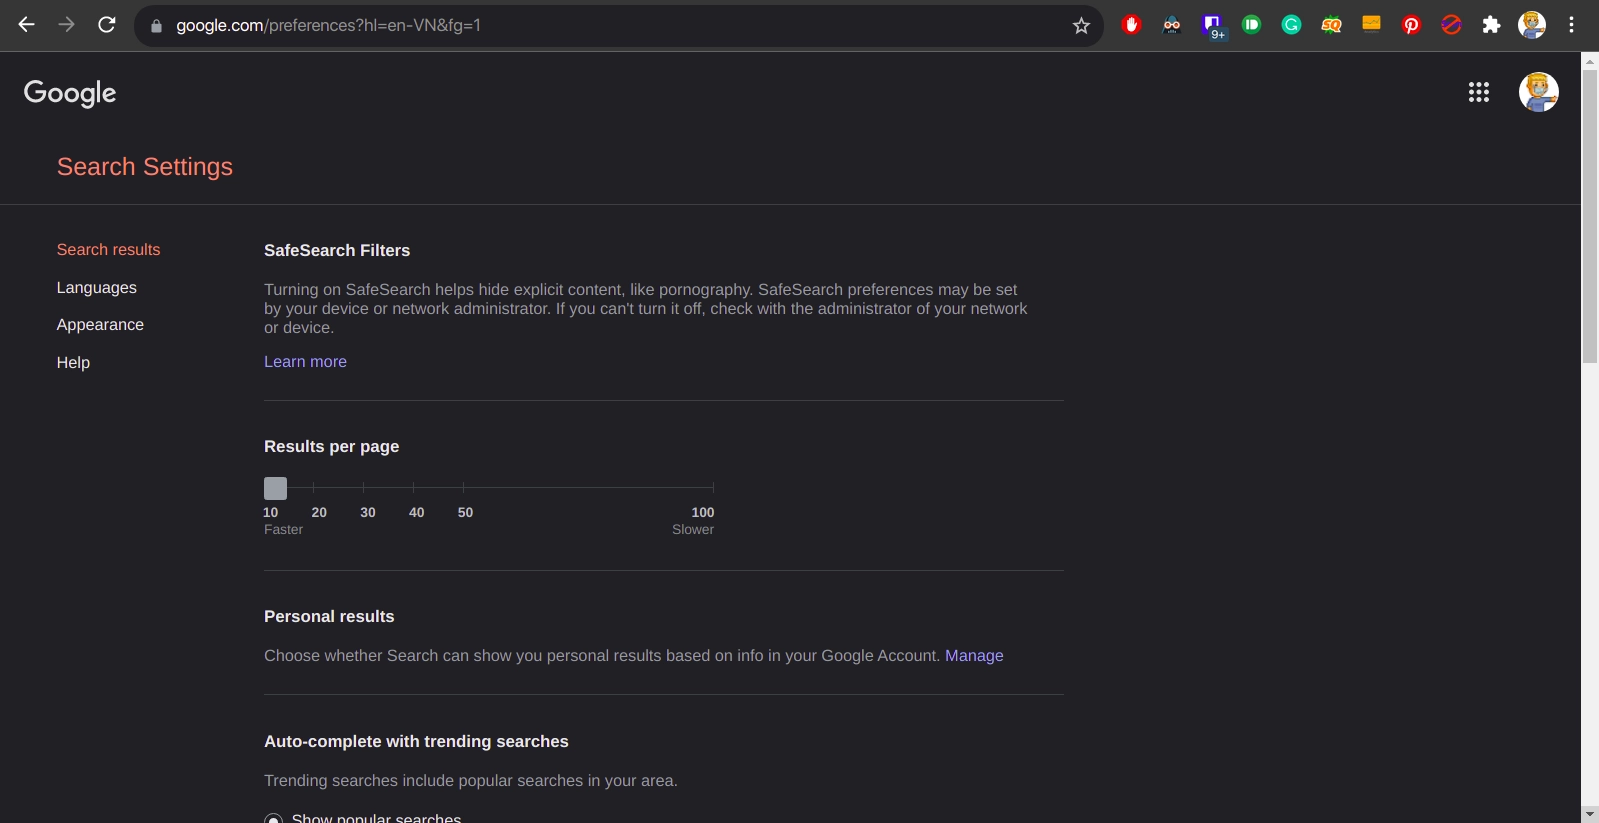 google.com/preferences?hl=en-VN&fg=1
9+
Google
Search Settings
Search results
Languages
Appearance
Help
SafeSearch Filters
Turning on SafeSearch helps hide explicit content, like pornography. SafeSearch preferences may be set
by your device or network administrator. If you can't turn it off, check with the administrator of your network
or device.
Learn more
Results per page
10 20 30 40 50 100
Faster Slower
Personal results
Choose whether Search can show you personal results based on info in your Google Account. Manage
Auto-complete with trending searches
Trending searches include popular searches in your area.
Show popular searches